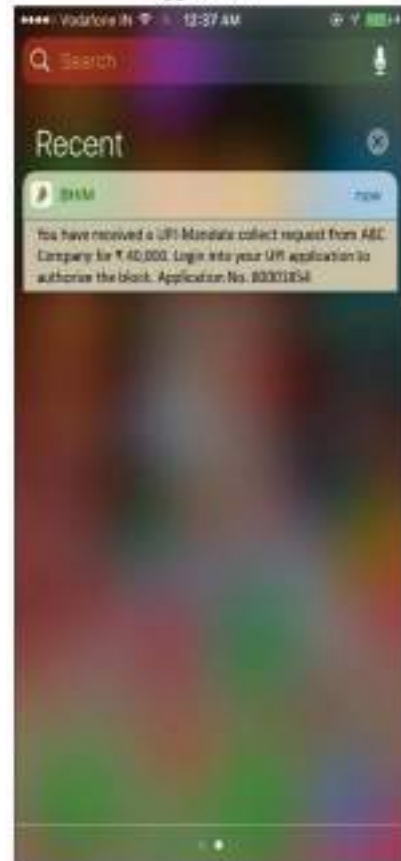 Vodafone IN 12:37 AM
Search
Recent
BHIM now
You have received a UPI-Mandate collect request from ABC
Company for ₹ 40,000. Login into your UPI application to
authorise the block. Application No.